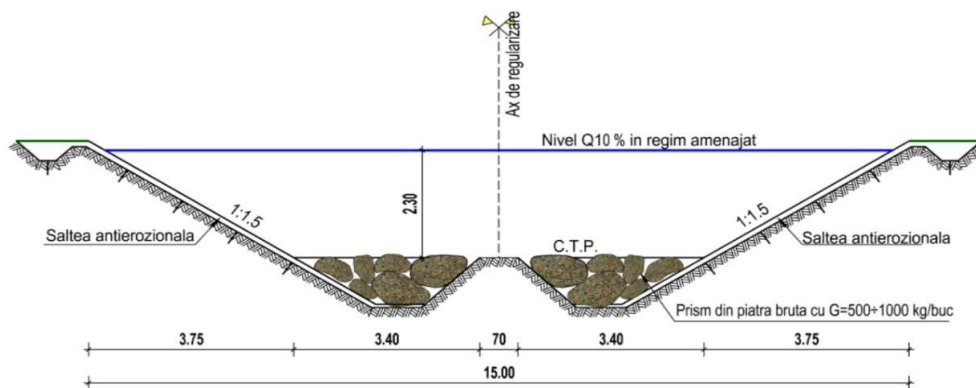 Ax de regularizare
Nivel Q10 % in regim amenajat
2.30
1:1.5
1:1.5
Saltea antierozionala
Saltea antierozionala
C.T.P.
Prism din piatra bruta cu G=500÷1000 kg/buc
3.75
3.40
70
3.40
3.75
15.00